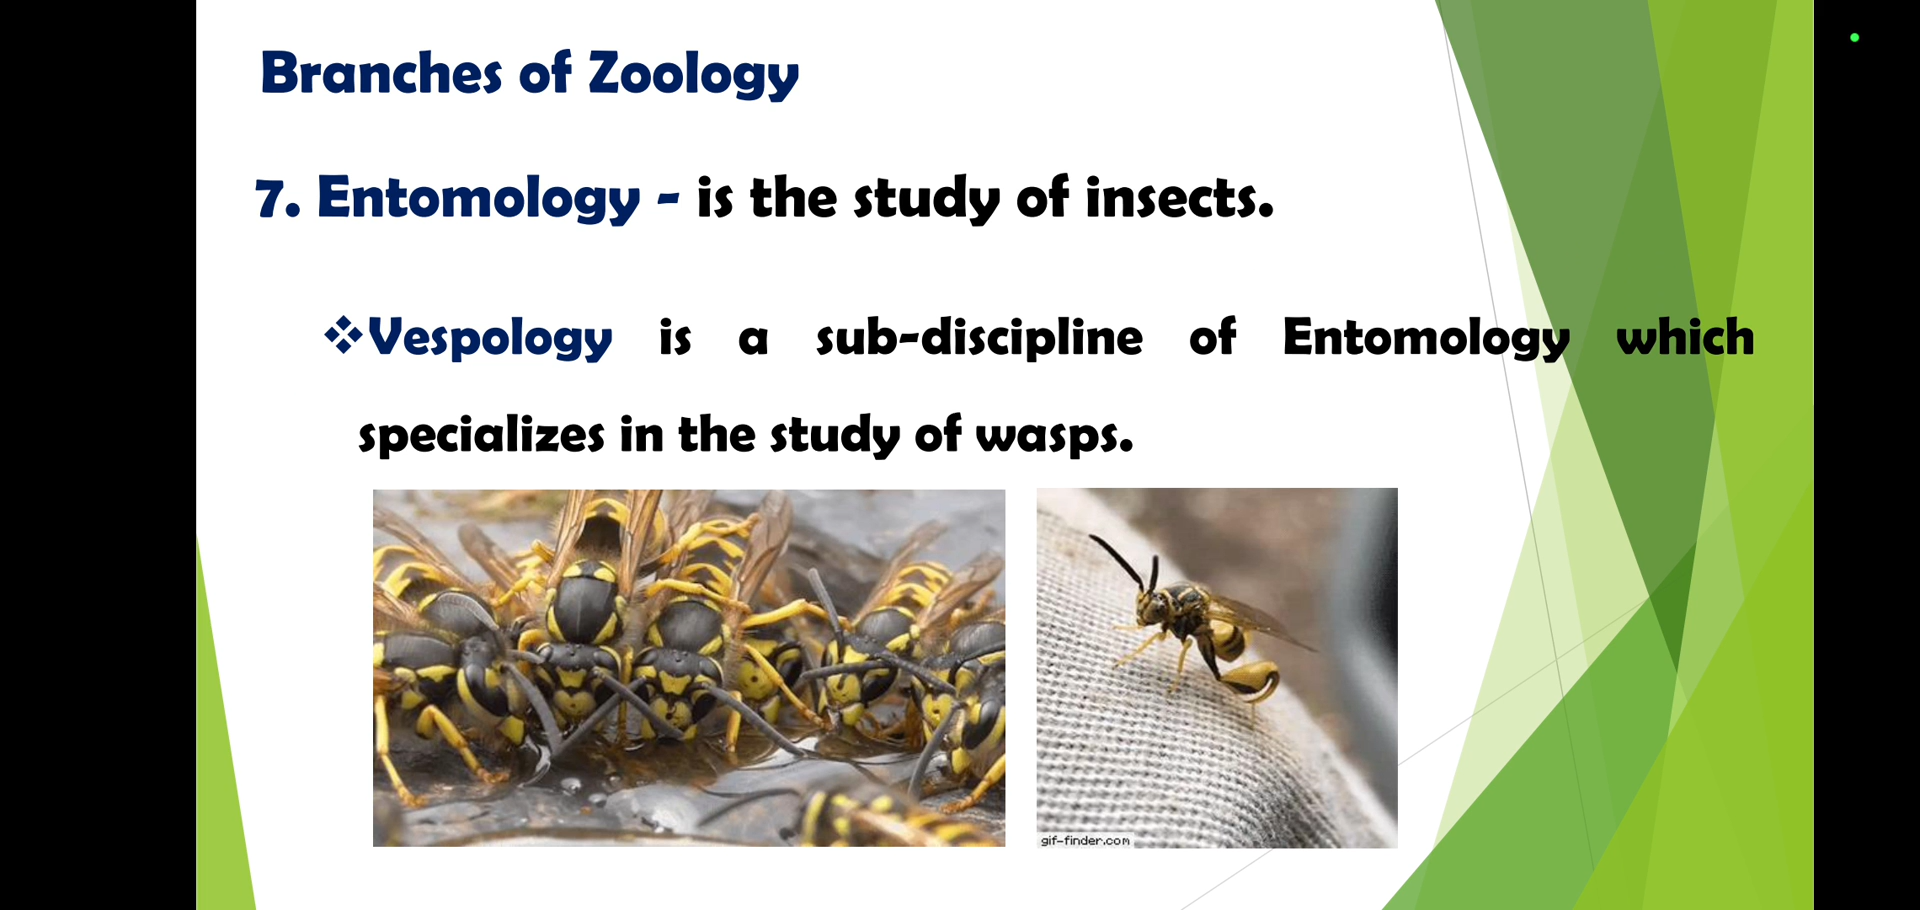 Branches of Zoology
7. Entomology - is the study of insects.
❖Vespology is a sub-discipline of Entomology which
specializes in the study of wasps.
gif-finder.com